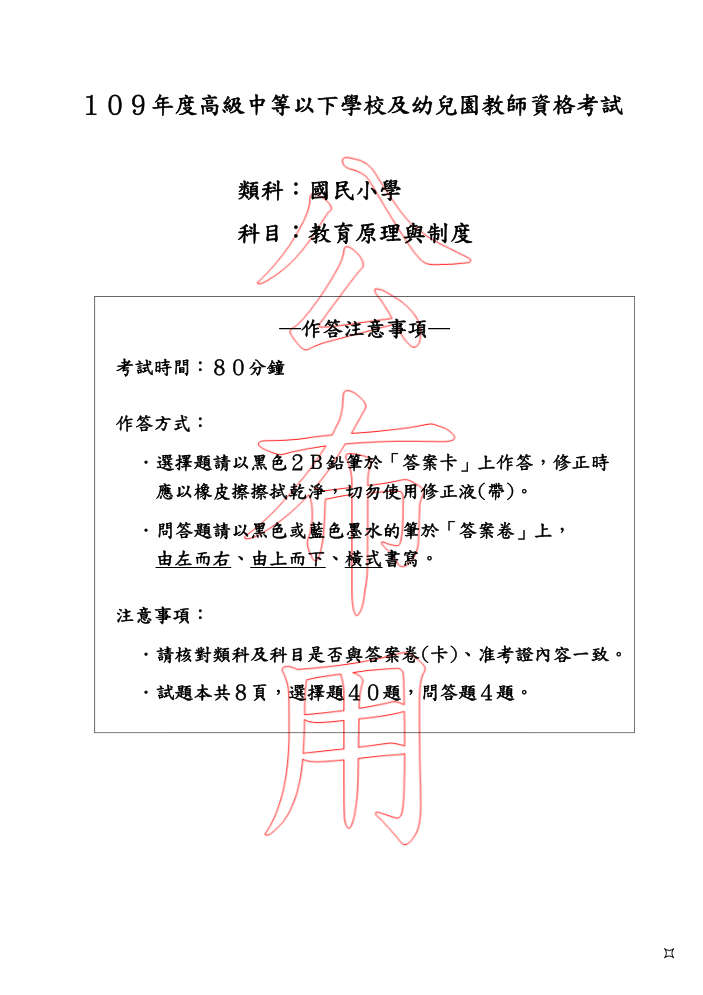 １０９年度高級中等以下學校及幼兒園教師資格考試
類科：國民小學
科目：教育原理與制度
—作答注意事項—
考試時間：８０分鐘
作答方式：
．選擇題請以黑色２Ｂ鉛筆於「答案卡」上作答，修正時
應以橡皮擦擦拭乾淨，切勿使用修正液(帶)。
．問答題請以黑色或藍色墨水的筆於「答案卷」上，
由左而右、由上而下、橫式書寫。
注意事項：
．請核對類科及科目是否與答案卷(卡)、准考證內容一致。
．試題本共８頁，選擇題４０題，問答題４題。
公布用